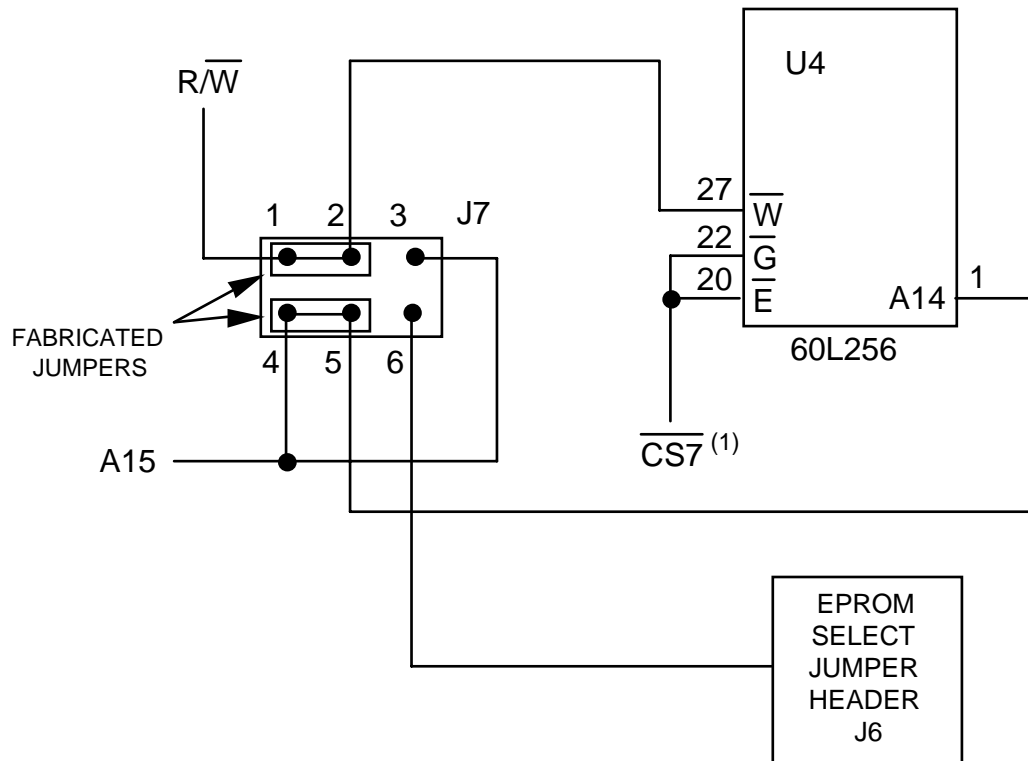 U4
R/W̅
27
W̅
22
G̅
20
E̅
A14
1
60L256
1 2 3 J7
FABRICATED
JUMPERS
4 5 6
A15
C̅S̅7̅ (1)
EPROM
SELECT
JUMPER
HEADER
J6